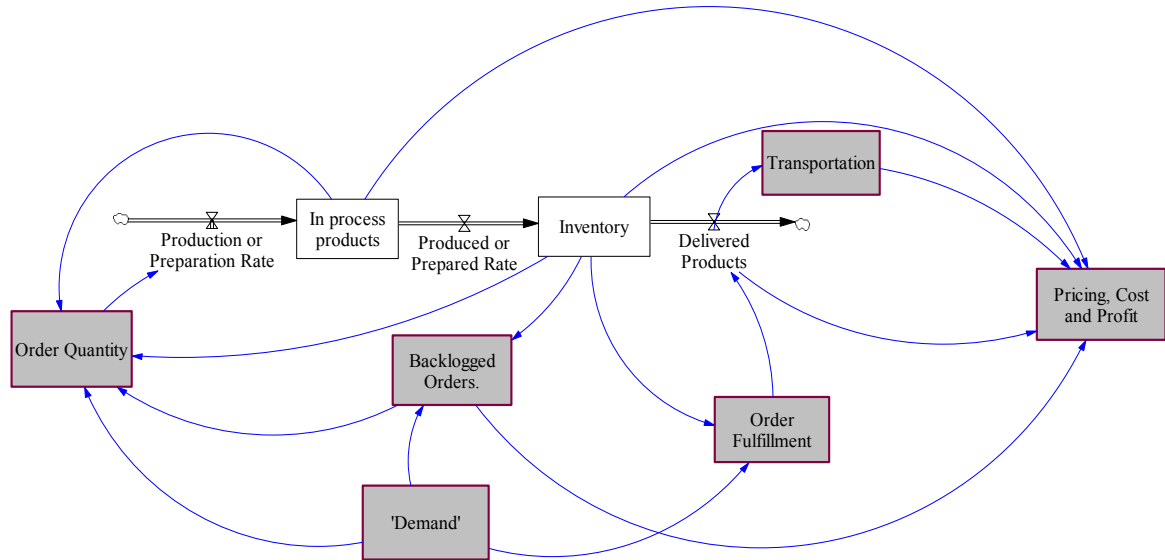 Transportation
In process
products
Inventory
Production or
Preparation Rate
Produced or
Prepared Rate
Delivered
Products
Pricing, Cost
and Profit
Order Quantity
Backlogged
Orders.
Order
Fulfillment
'Demand'